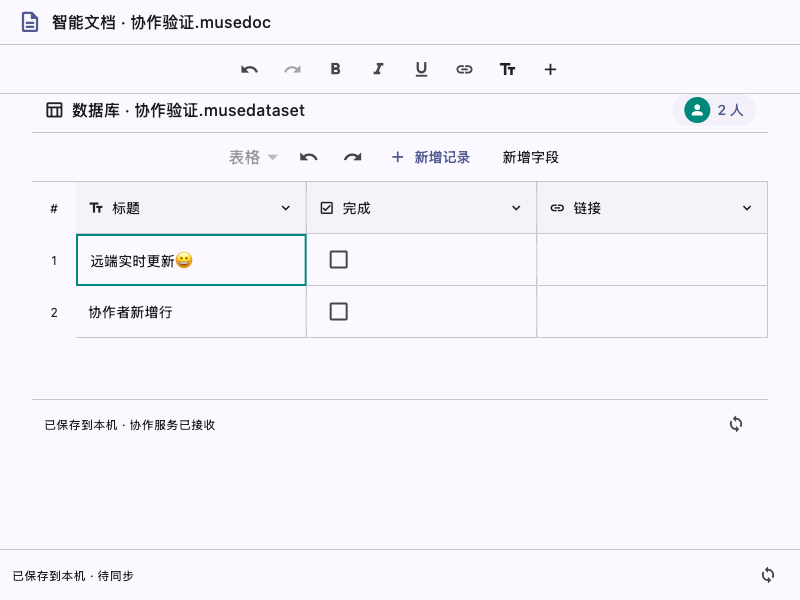 智能文档 · 协作验证.musedoc
B I U Tт +
数据库 · 协作验证.musedataset
2 人
表格 + 新增记录 新增字段
# Tт 标题 完成 链接
1 远端实时更新😀
2 协作者新增行
已保存到本机 · 协作服务已接收
已保存到本机 · 待同步